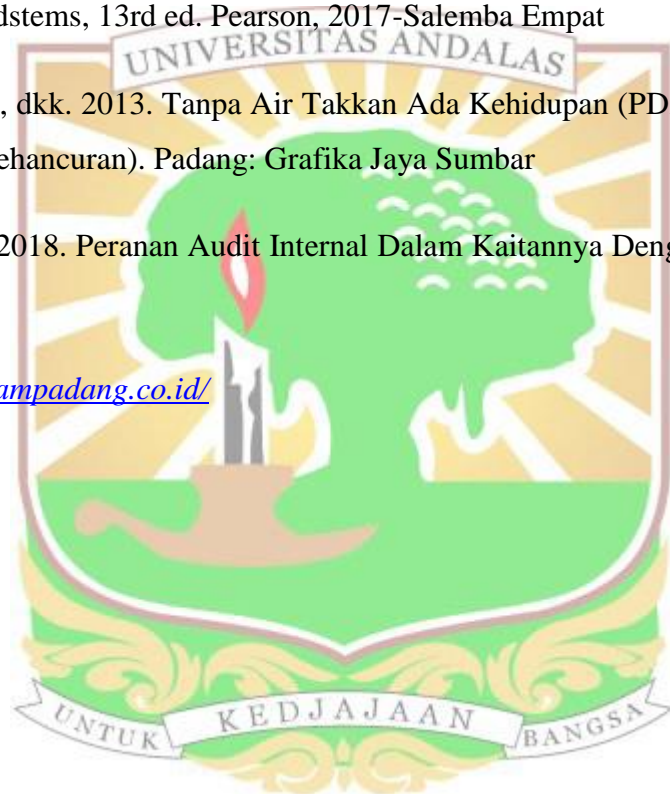 dstems, 13rd ed. Pearson, 2017-Salemba Empat
UNIVERSITAS ANDALAS
, dkk. 2013. Tanpa Air Takkan Ada Kehidupan (PD
ehancuran). Padang: Grafika Jaya Sumbar
2018. Peranan Audit Internal Dalam Kaitannya Deng
ampadang.co.id/
UNTUK KEDJAJAAN BANGSA